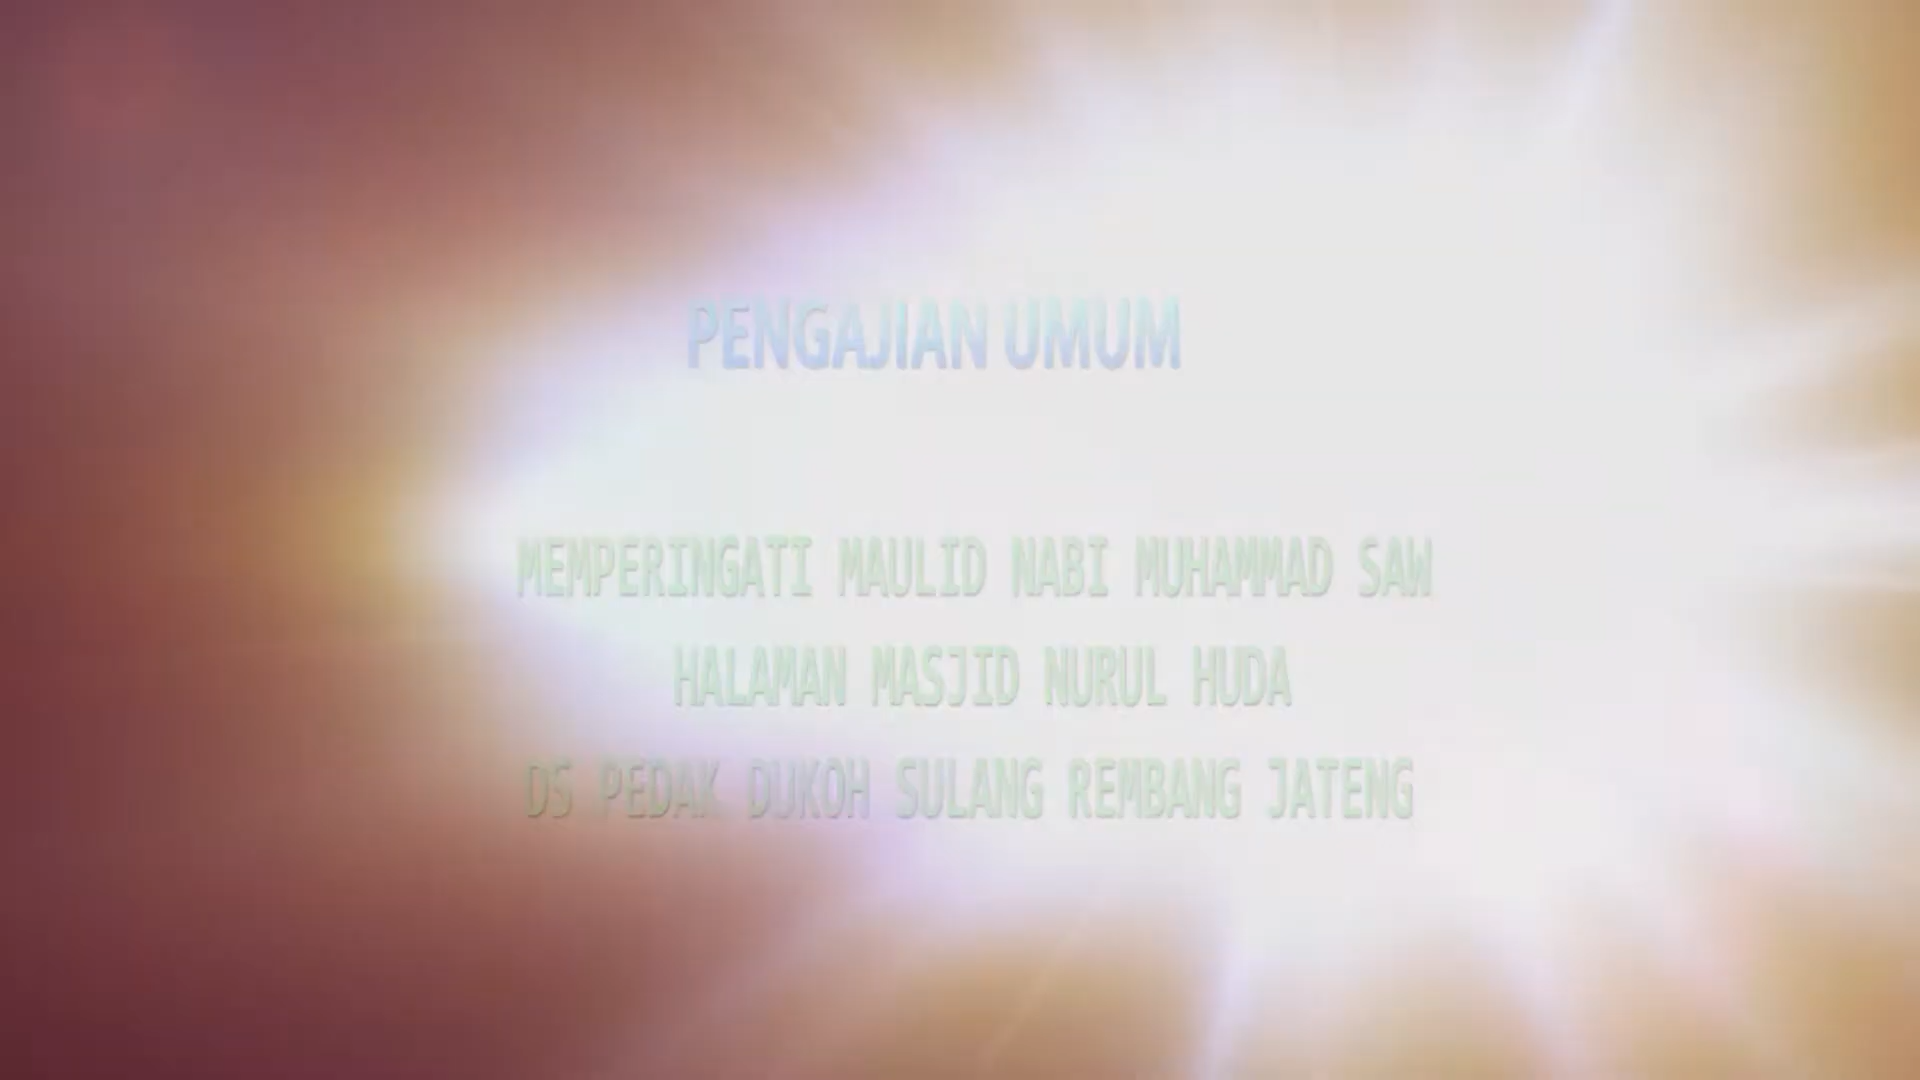 PENGAJIAN UMUM
MEMPERINGATI MAULID NABI MUHAMMAD SAW
HALAMAN MASJID NURUL HUDA
DS PEDAK DUKOH SULANG REMBANG JATENG